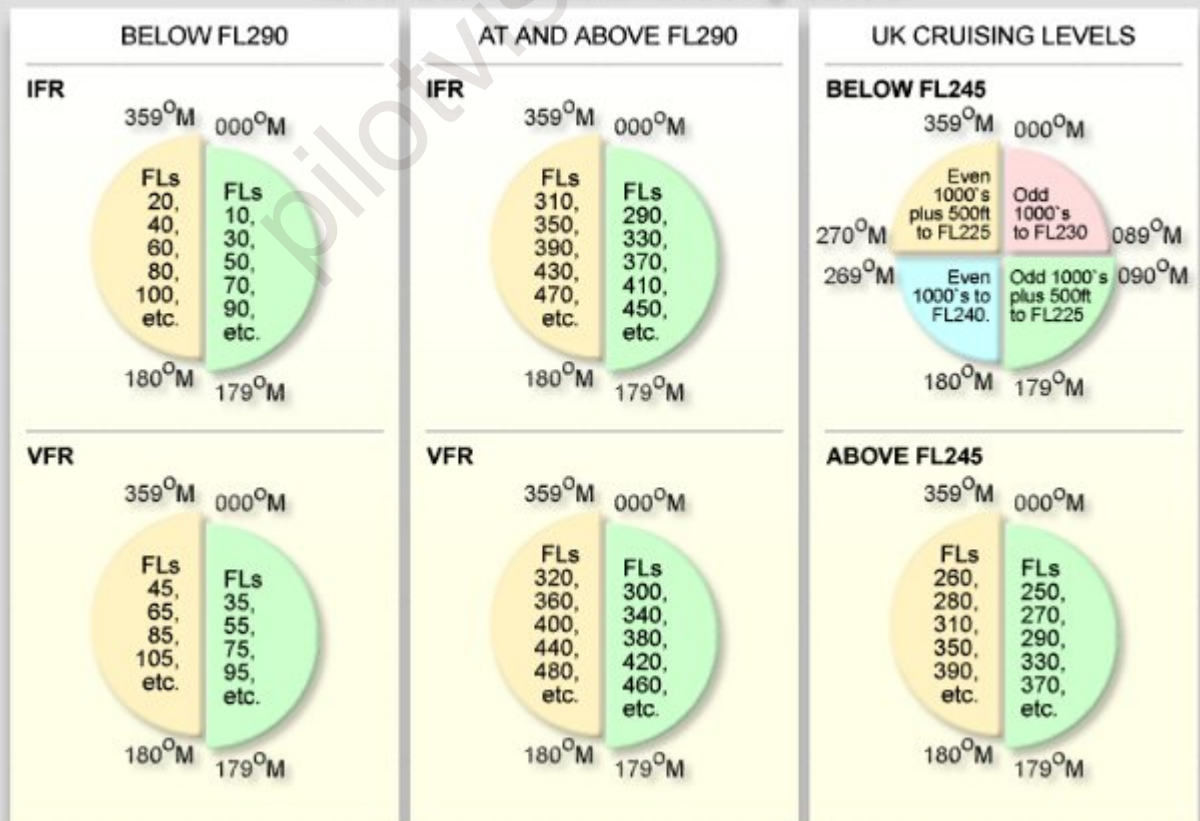 BELOW FL290
IFR
359°M 000°M
FLs
20,
40,
60,
80,
100,
etc.
FLs
10,
30,
50,
70,
90,
etc.
180°M 179°M
VFR
359°M 000°M
FLs
45,
65,
85,
105,
etc.
FLs
35,
55,
75,
95,
etc.
180°M 179°M
AT AND ABOVE FL290
IFR
359°M 000°M
FLs
310,
350,
390,
430,
470,
etc.
FLs
290,
330,
370,
410,
450,
etc.
180°M 179°M
VFR
359°M 000°M
FLs
320,
360,
400,
440,
480,
etc.
FLs
300,
340,
380,
420,
460,
etc.
180°M 179°M
UK CRUISING LEVELS
BELOW FL245
359°M 000°M
Even
1000`s
plus 500ft
to FL225
Odd
1000`s
to FL230
270°M 089°M
269°M 090°M
Even
1000`s to
FL240.
Odd 1000`s
plus 500ft
to FL225
180°M 179°M
ABOVE FL245
359°M 000°M
FLs
260,
280,
310,
350,
390,
etc.
FLs
250,
270,
290,
330,
370,
etc.
180°M 179°M